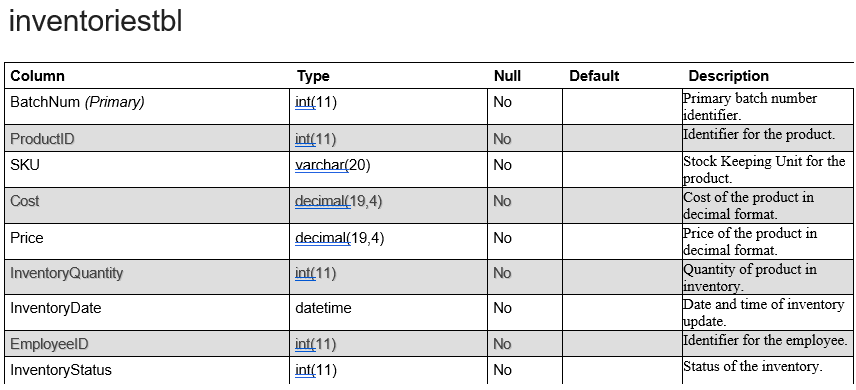 inventoriestbl
Column Type Null Default Description
BatchNum (Primary) int(11) No Primary batch number
identifier.
ProductID int(11) No Identifier for the product.
SKU varchar(20) No Stock Keeping Unit for the
product.
Cost decimal(19,4) No Cost of the product in
decimal format.
Price decimal(19,4) No Price of the product in
decimal format.
InventoryQuantity int(11) No Quantity of product in
inventory.
InventoryDate datetime No Date and time of inventory
update.
EmployeeID int(11) No Identifier for the employee.
InventoryStatus int(11) No Status of the inventory.